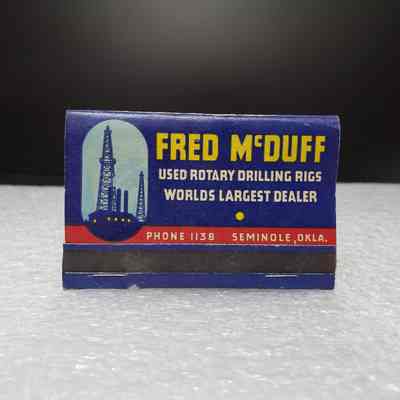 FRED McDUFF
USED ROTARY DRILLING RIGS
WORLDS LARGEST DEALER
PHONE 1138 SEMINOLE, OKLA.